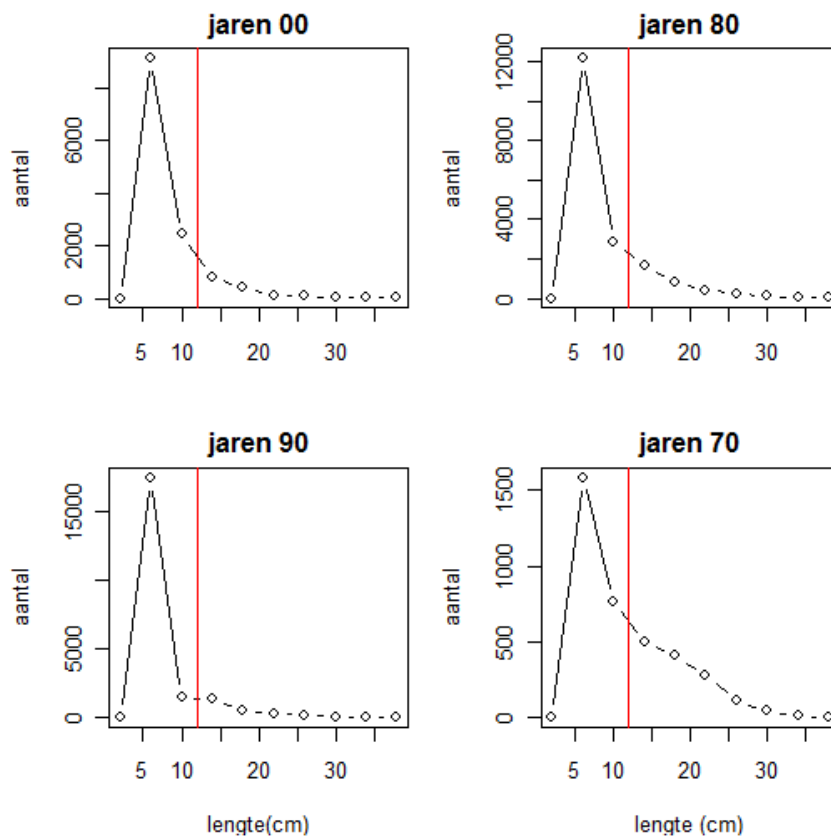 jaren 00
aantal
0 2000 6000
5 10 20 30
jaren 80
aantal
0 4000 8000 12000
5 10 20 30
jaren 90
aantal
0 5000 15000
5 10 20 30
lengte(cm)
jaren 70
aantal
0 500 1000 1500
5 10 20 30
lengte (cm)